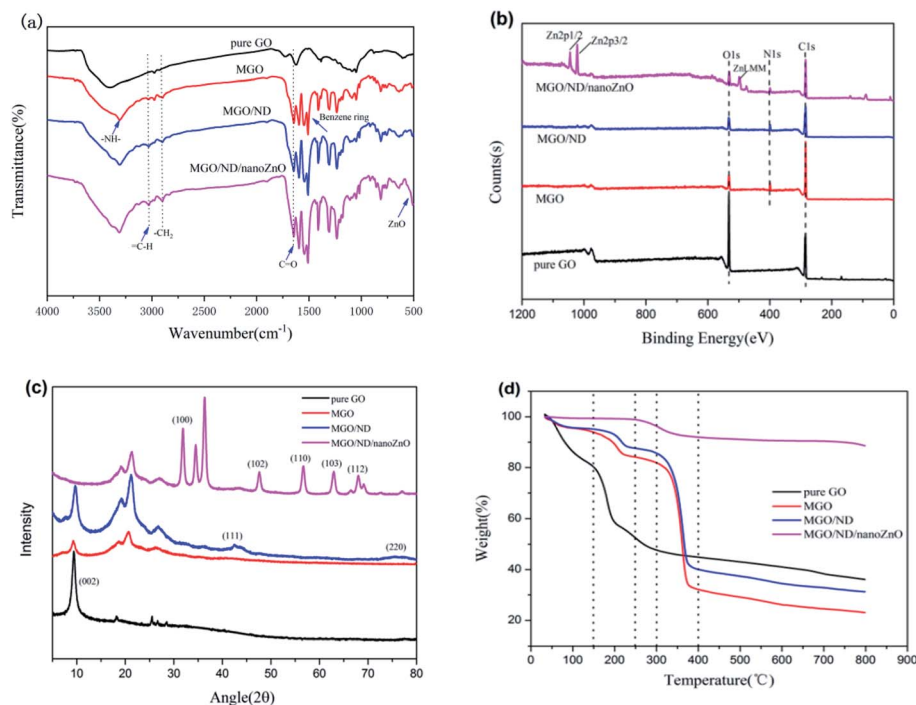 (a)
pure GO
MGO
MGO/ND
MGO/ND/nanoZnO
-NH-
=C-H
-CH2
C=O
Benzene ring
ZnO
Transmittance(%)
4000 3500 3000 2500 2000 1500 1000 500
Wavenumber(cm-1)
(b)
Zn2p1/2
Zn2p3/2
O1s
ZnLMM
N1s
C1s
MGO/ND/nanoZnO
MGO/ND
MGO
pure GO
Counts(s)
1200 1000 800 600 400 200 0
Binding Energy(eV)
(c)
pure GO
MGO
MGO/ND
MGO/ND/nanoZnO
(100)
(102)
(110)
(103)
(112)
(111)
(220)
(002)
Intensity
10 20 30 40 50 60 70 80
Angle(2θ)
(d)
pure GO
MGO
MGO/ND
MGO/ND/nanoZnO
Weight(%)
100
80
60
40
20
0 100 200 300 400 500 600 700 800 900
Temperature(℃)